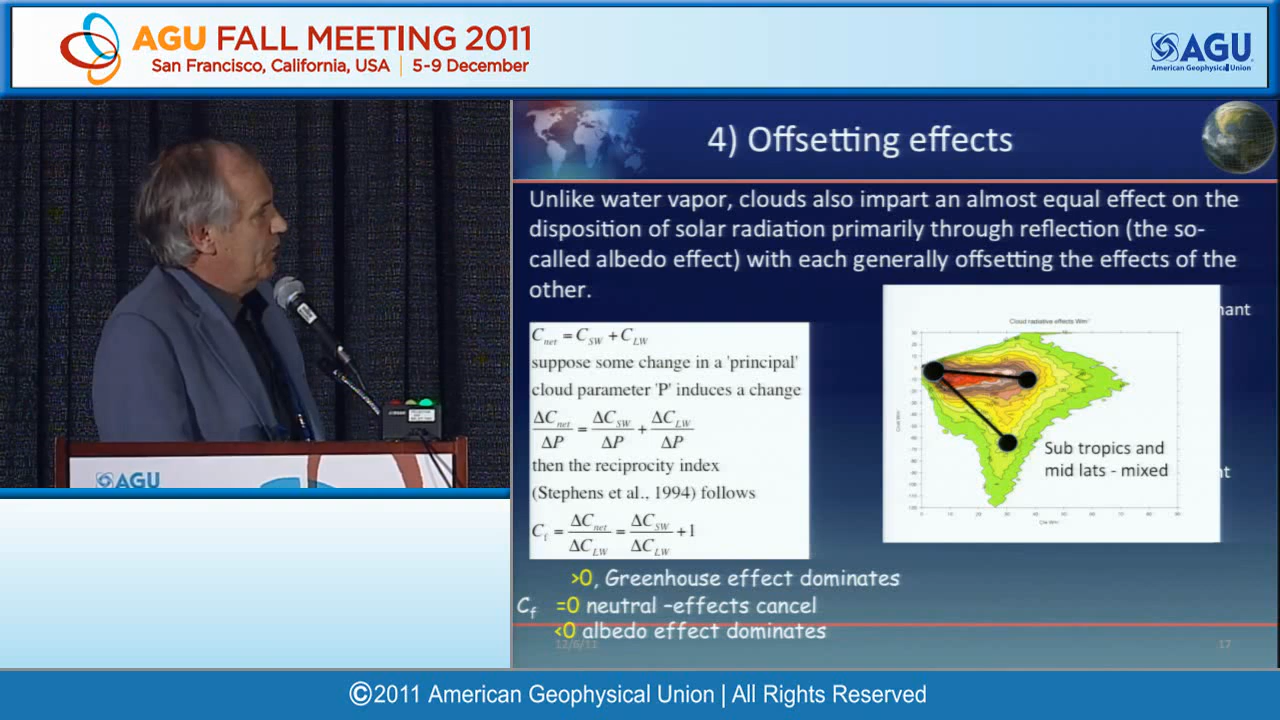 AGU FALL MEETING 2011
San Francisco, California, USA | 5-9 December
AGU
American Geophysical Union
4) Offsetting effects
Unlike water vapor, clouds also impart an almost equal effect on the
disposition of solar radiation primarily through reflection (the so-
called albedo effect) with each generally offsetting the effects of the
other.
C_net = C_SW + C_LW
suppose some change in a 'principal'
cloud parameter 'P' induces a change
ΔC_net/ΔP = ΔC_SW/ΔP + ΔC_LW/ΔP
then the reciprocity index
(Stephens et al., 1994) follows
C_f = ΔC_net/ΔC_LW = ΔC_SW/ΔC_LW +1
Cloud radiative effects
Sub tropics and
mid lats - mixed
>0, Greenhouse effect dominates
C_f =0 neutral –effects cancel
<0 albedo effect dominates
12/6/11
17
AGU
©2011 American Geophysical Union | All Rights Reserved